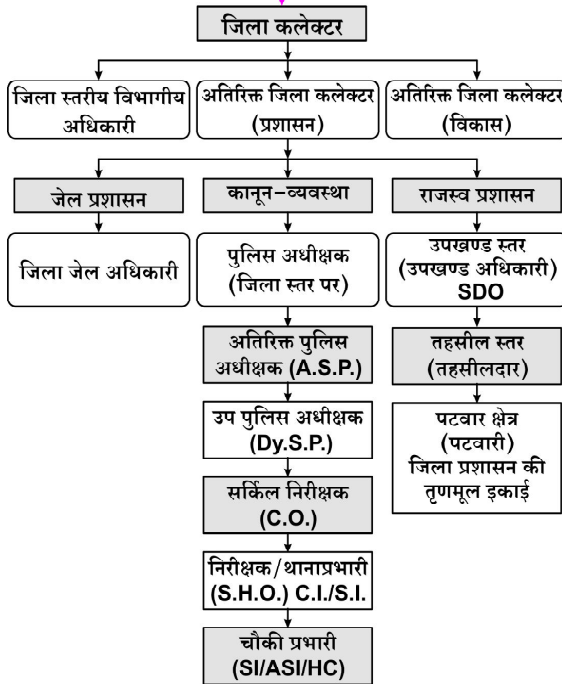 जिला कलेक्टर
जिला स्तरीय विभागीय
अधिकारी
अतिरिक्त जिला कलेक्टर
(प्रशासन)
अतिरिक्त जिला कलेक्टर
(विकास)
जेल प्रशासन
कानून-व्यवस्था
राजस्व प्रशासन
जिला जेल अधिकारी
पुलिस अधीक्षक
(जिला स्तर पर)
उपखण्ड स्तर
(उपखण्ड अधिकारी)
SDO
अतिरिक्त पुलिस
अधीक्षक (A.S.P.)
तहसील स्तर
(तहसीलदार)
उप पुलिस अधीक्षक
(Dy.S.P.)
पटवार क्षेत्र
(पटवारी)
जिला प्रशासन की
तृणमूल इकाई
सर्किल निरीक्षक
(C.O.)
निरीक्षक/थानाप्रभारी
(S.H.O.) C.I./S.I.
चौकी प्रभारी
(SI/ASI/HC)